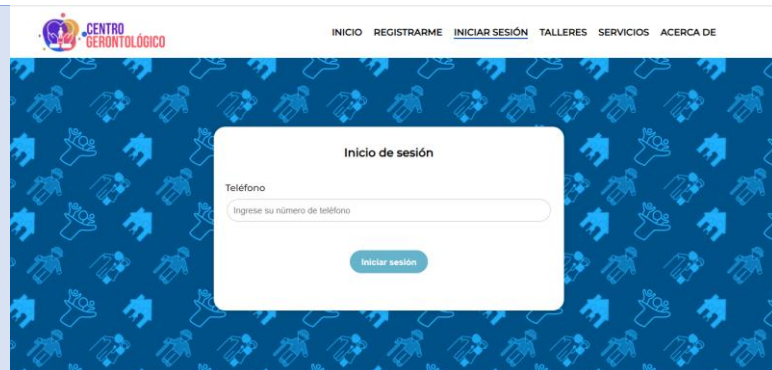 CENTRO
GERONTOLÓGICO
INICIO REGISTRARME INICIAR SESIÓN TALLERES SERVICIOS ACERCA DE
Inicio de sesión
Teléfono
Ingrese su número de teléfono
Iniciar sesión